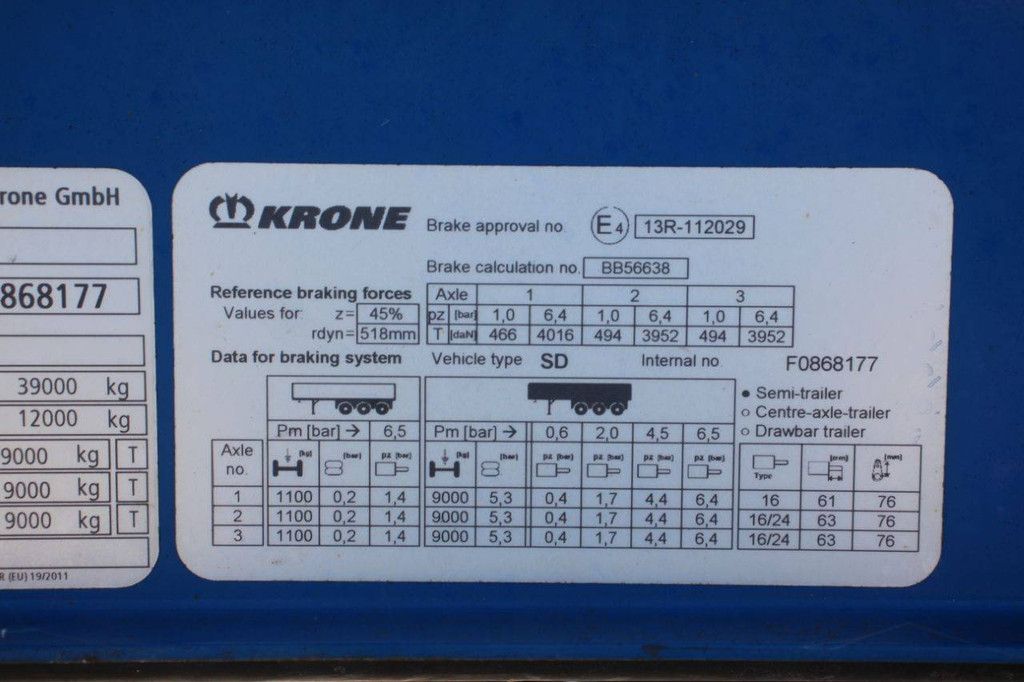 rone GmbH
868177
39000 kg
12000 kg
9000 kg T
9000 kg T
9000 kg T
R (EU) 19/2011
KRONE
Brake approval no. E4 13R-112029
Brake calculation no. BB56638
Reference braking forces
Values for: z= 45%
rdyn= 518mm
Axle 1 2 3
pz [bar] 1,0 6,4 1,0 6,4 1,0 6,4
T [daN] 466 4016 494 3952 494 3952
Data for braking system Vehicle type SD Internal no. F0868177
Semi-trailer
Centre-axle-trailer
Drawbar trailer
Pm [bar] → 6,5 Pm [bar] → 0,6 2,0 4,5 6,5
Axle no. [kg] [bar] pz [bar] [kg] [bar] pz [bar] pz [bar] pz [bar] pz [bar] Type [mm] [mm]
1 1100 0,2 1,4 9000 5,3 0,4 1,7 4,4 6,4 16 61 76
2 1100 0,2 1,4 9000 5,3 0,4 1,7 4,4 6,4 16/24 63 76
3 1100 0,2 1,4 9000 5,3 0,4 1,7 4,4 6,4 16/24 63 76